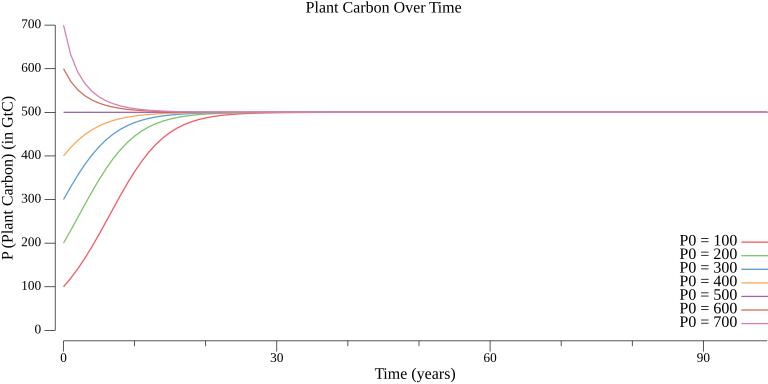 Plant Carbon Over Time
P (Plant Carbon) (in GtC)
700
600
500
400
300
200
100
0
P0 = 100
P0 = 200
P0 = 300
P0 = 400
P0 = 500
P0 = 600
P0 = 700
0 30 60 90
Time (years)